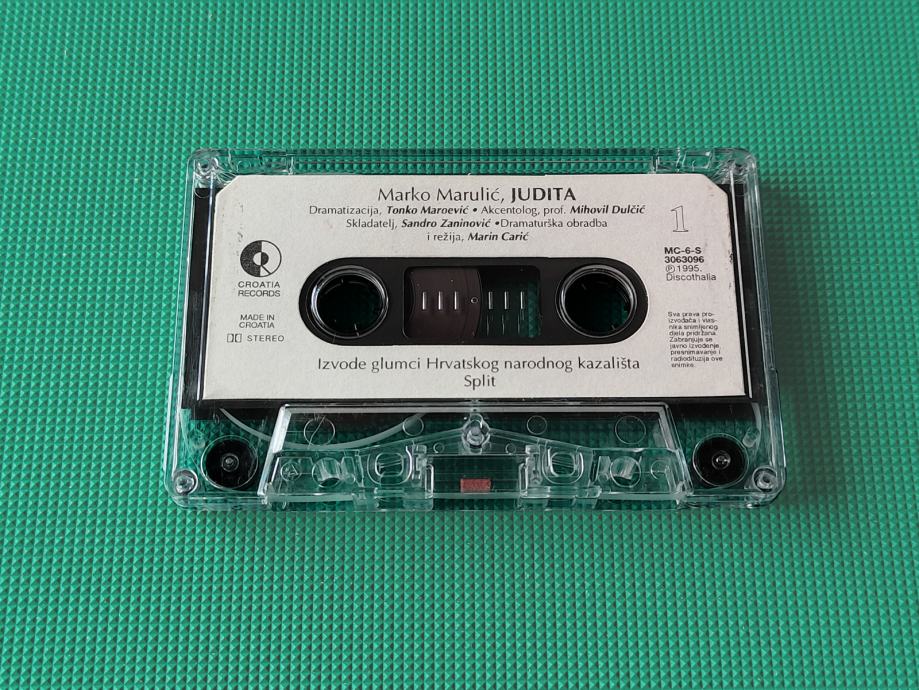 Marko Marulić, JUDITA
Dramatizacija, Tonko Maroević • Akcentolog, prof. Mihovil Dulčić
Skladatelj, Sandro Zaninović •Dramaturška obradba
i režija, Marin Carić
1
CROATIA
RECORDS
MADE IN
CROATIA
STEREO
MC-6-S
3063096
Ⓟ1995.
Discothalia
Sva prava pro-
izvođača i vlas-
nika snimljenog
djela pridržana.
Zabranjuje se
javno izvođenje,
presnimavanje i
radiodifuzija ove
snimke.
Izvode glumci Hrvatskog narodnog kazališta
Split